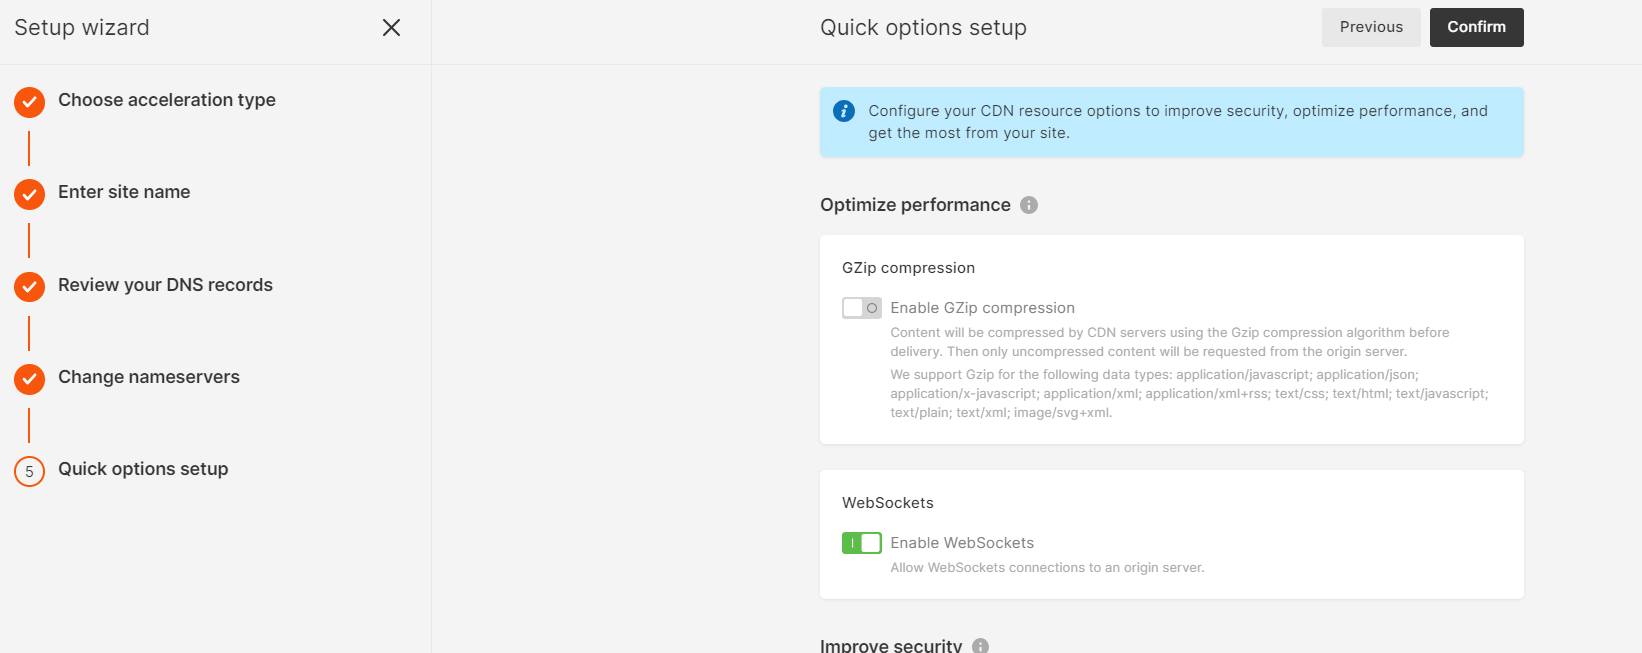 Setup wizard
Choose acceleration type
Enter site name
Review your DNS records
Change nameservers
5 Quick options setup
Quick options setup
Previous
Confirm
Configure your CDN resource options to improve security, optimize performance, and
get the most from your site.
Optimize performance
GZip compression
Enable GZip compression
Content will be compressed by CDN servers using the Gzip compression algorithm before
delivery. Then only uncompressed content will be requested from the origin server.
We support Gzip for the following data types: application/javascript; application/json;
application/x-javascript; application/xml; application/xml+rss; text/css; text/html; text/javascript;
text/plain; text/xml; image/svg+xml.
WebSockets
Enable WebSockets
Allow WebSockets connections to an origin server.
Improve security